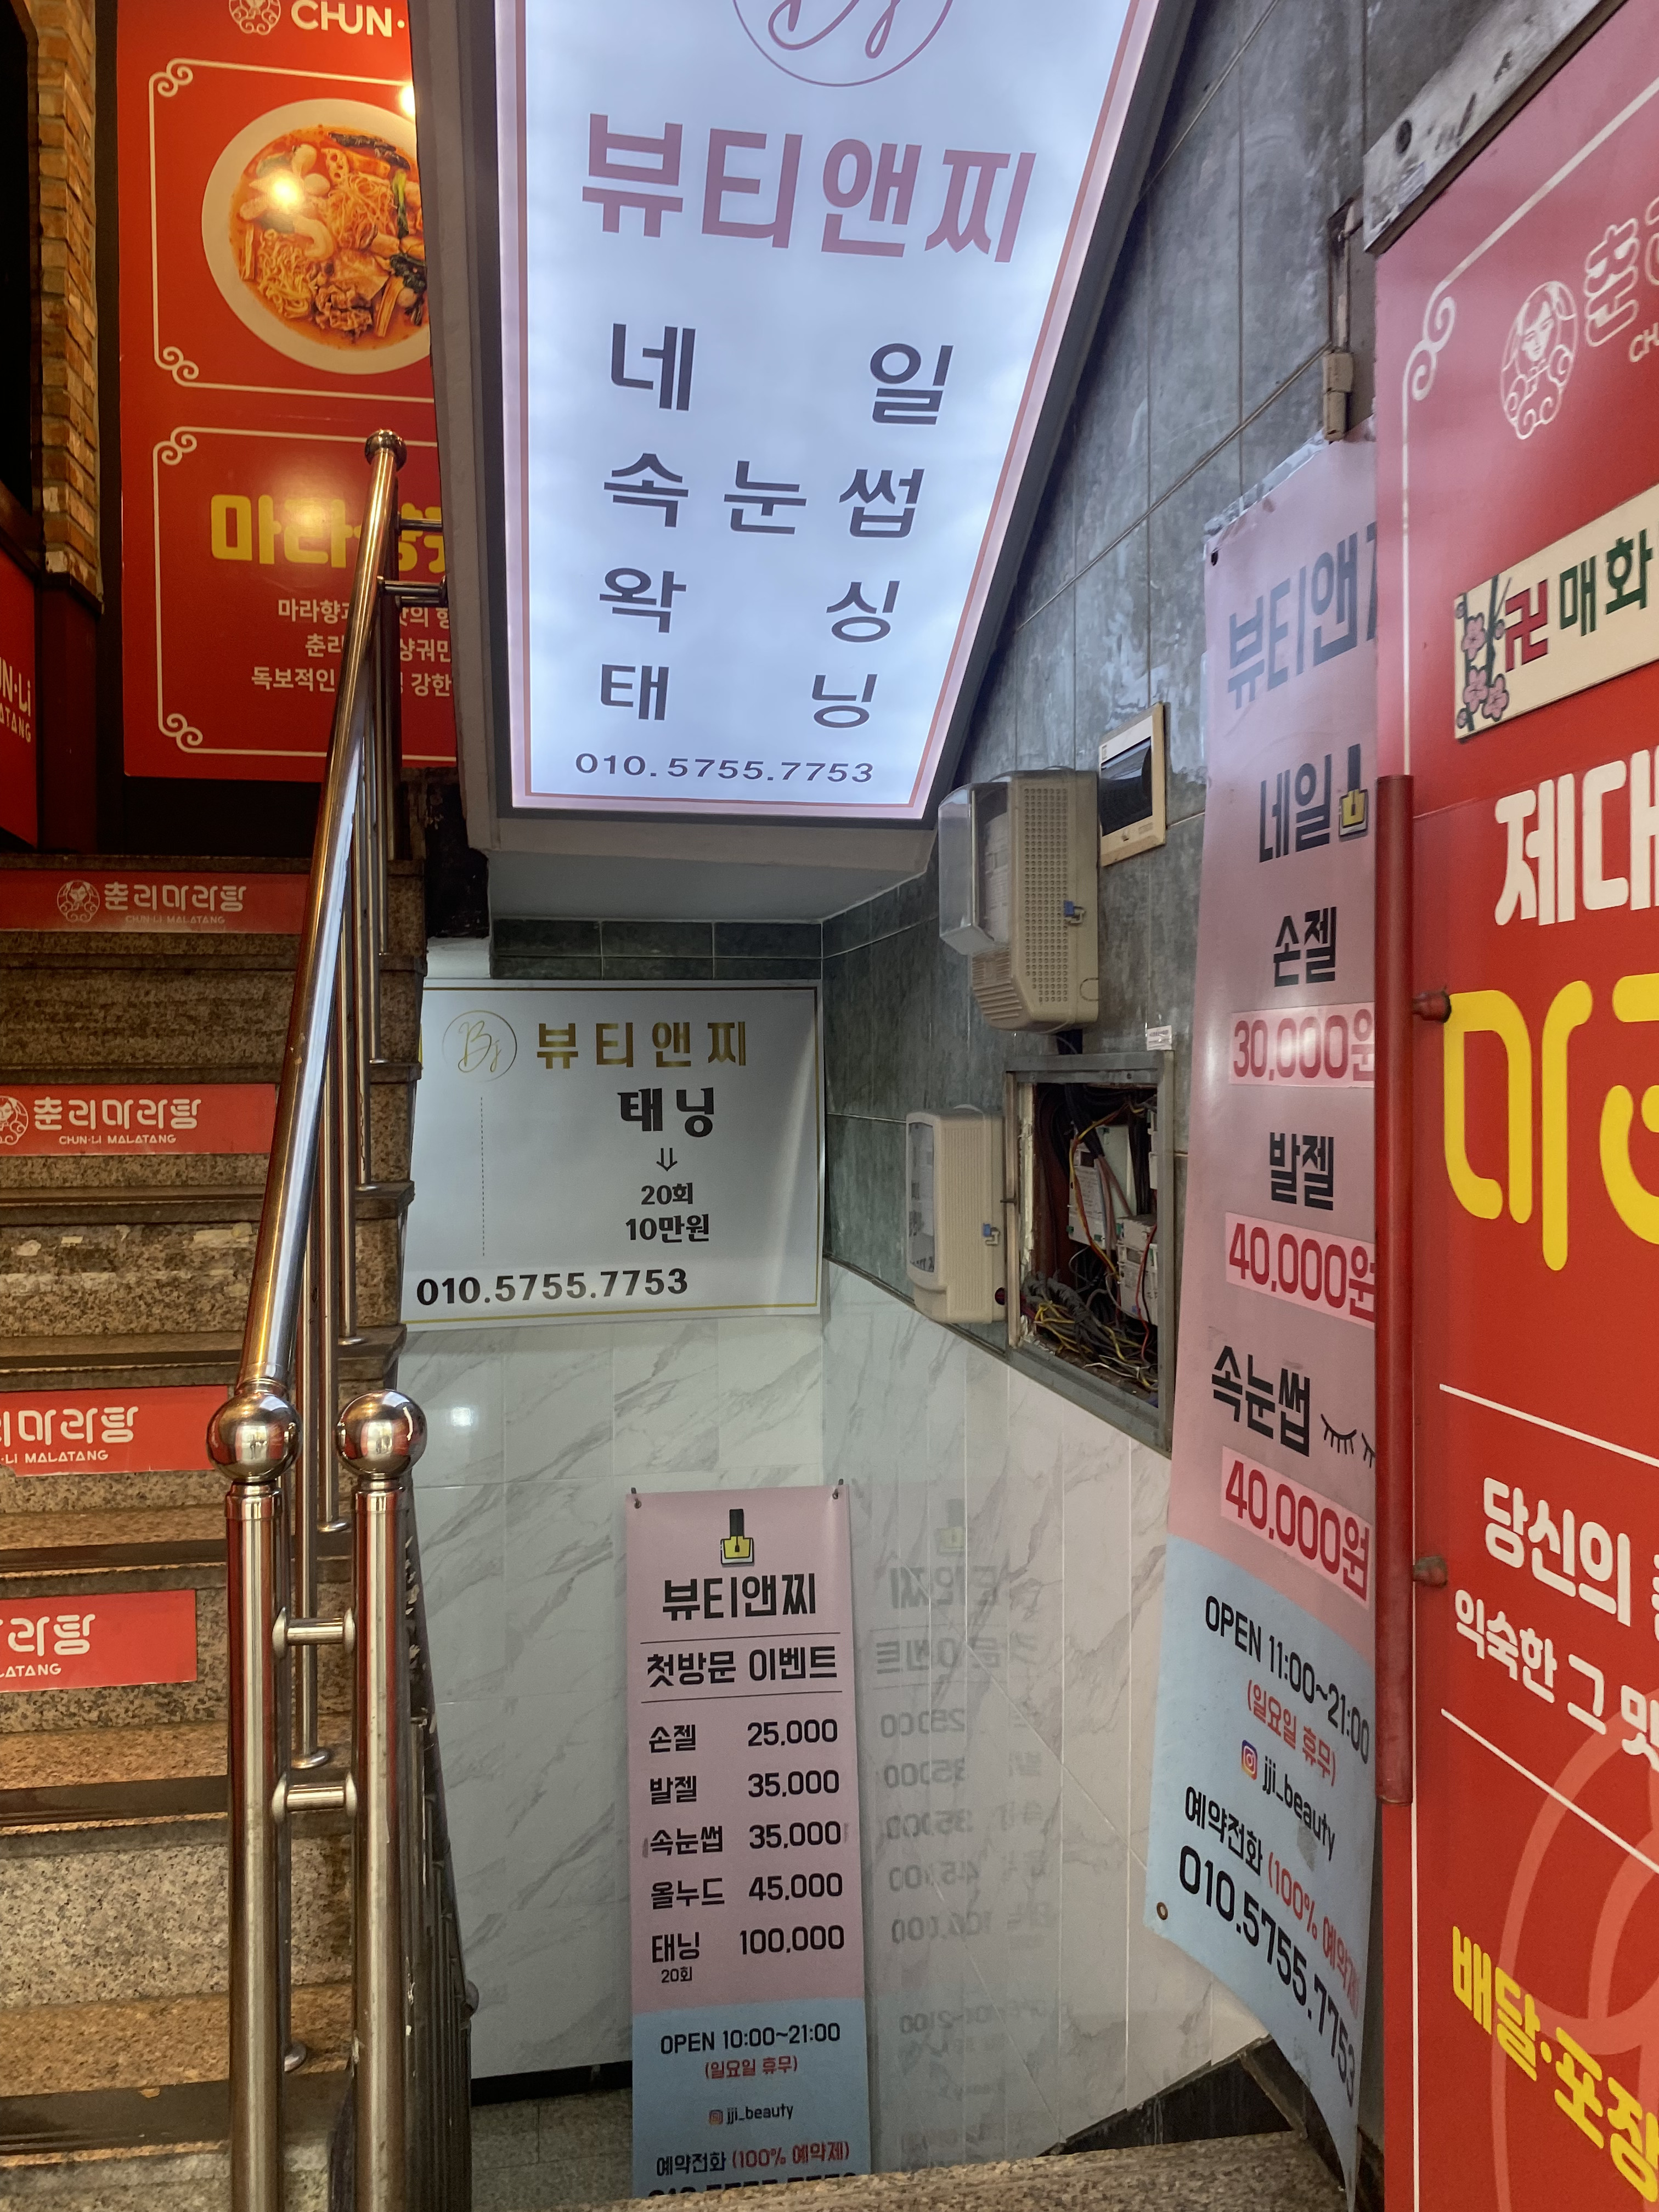 CHUN·
마라
마라향
춘리
샹궈만
독보적인
강한
춘리마라탕
CHUN·LI MALATANG
춘리마라탕
CHUN·LI MALATANG
마라탕
LI MALATANG
라탕
뷰티앤찌
네일
속눈썹
왁싱
태닝
010.5755.7753
Bj 뷰티앤찌
태닝
⇓
20회
10만원
010.5755.7753
뷰티앤찌
첫방문 이벤트
손젤 25,000
발젤 35,000
속눈썹 35,000
올누드 45,000
태닝 100,000
20회
OPEN 10:00~21:00
(일요일 휴무)
jji_beauty
예약전화 (100% 예약제)
뷰티앤
네일
손젤
30,000원
발젤
40,000원
속눈썹
40,000원
OPEN 11:00~21:00
(일요일 휴무)
jji_beauty
예약전화 (100% 예약제)
010.5755.7753
춘
매화
제대
마라
당신의
익숙한 그 맛
배달·포장